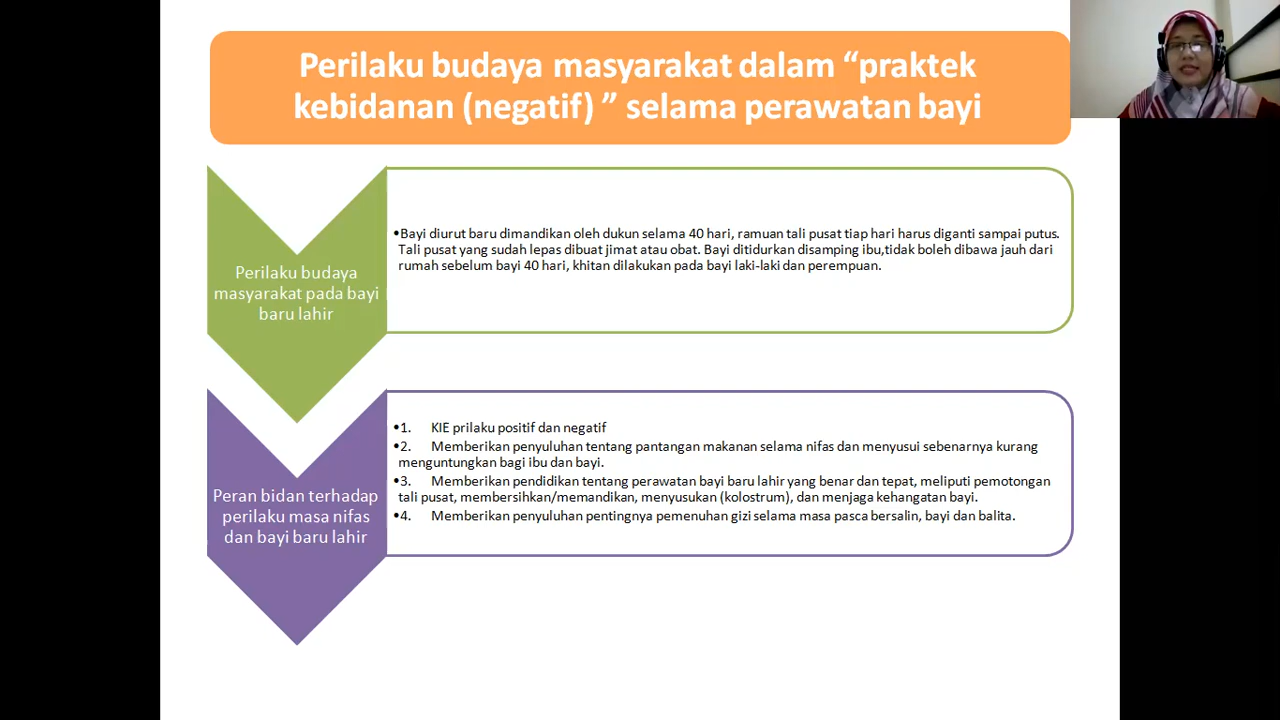 Perilaku budaya masyarakat dalam “praktek
kebidanan (negatif) ” selama perawatan bayi
Perilaku budaya
masyarakat pada bayi
baru lahir
•Bayi diurut baru dimandikan oleh dukun selama 40 hari, ramuan tali pusat tiap hari harus diganti sampai putus.
Tali pusat yang sudah lepas dibuat jimat atau obat. Bayi ditidurkan disamping ibu,tidak boleh dibawa jauh dari
rumah sebelum bayi 40 hari, khitan dilakukan pada bayi laki-laki dan perempuan.
Peran bidan terhadap
perilaku masa nifas
dan bayi baru lahir
•1. KIE prilaku positif dan negatif
•2. Memberikan penyuluhan tentang pantangan makanan selama nifas dan menyusui sebenarnya kurang
menguntungkan bagi ibu dan bayi.
•3. Memberikan pendidikan tentang perawatan bayi baru lahir yang benar dan tepat, meliputi pemotongan
tali pusat, membersihkan/memandikan, menyusukan (kolostrum), dan menjaga kehangatan bayi.
•4. Memberikan penyuluhan pentingnya pemenuhan gizi selama masa pasca bersalin, bayi dan balita.